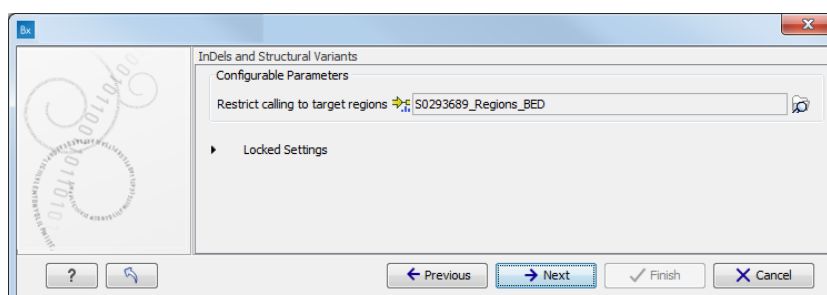 Bx
InDels and Structural Variants
Configurable Parameters
Restrict calling to target regions S0293689_Regions_BED
Locked Settings
? Previous Next Finish Cancel